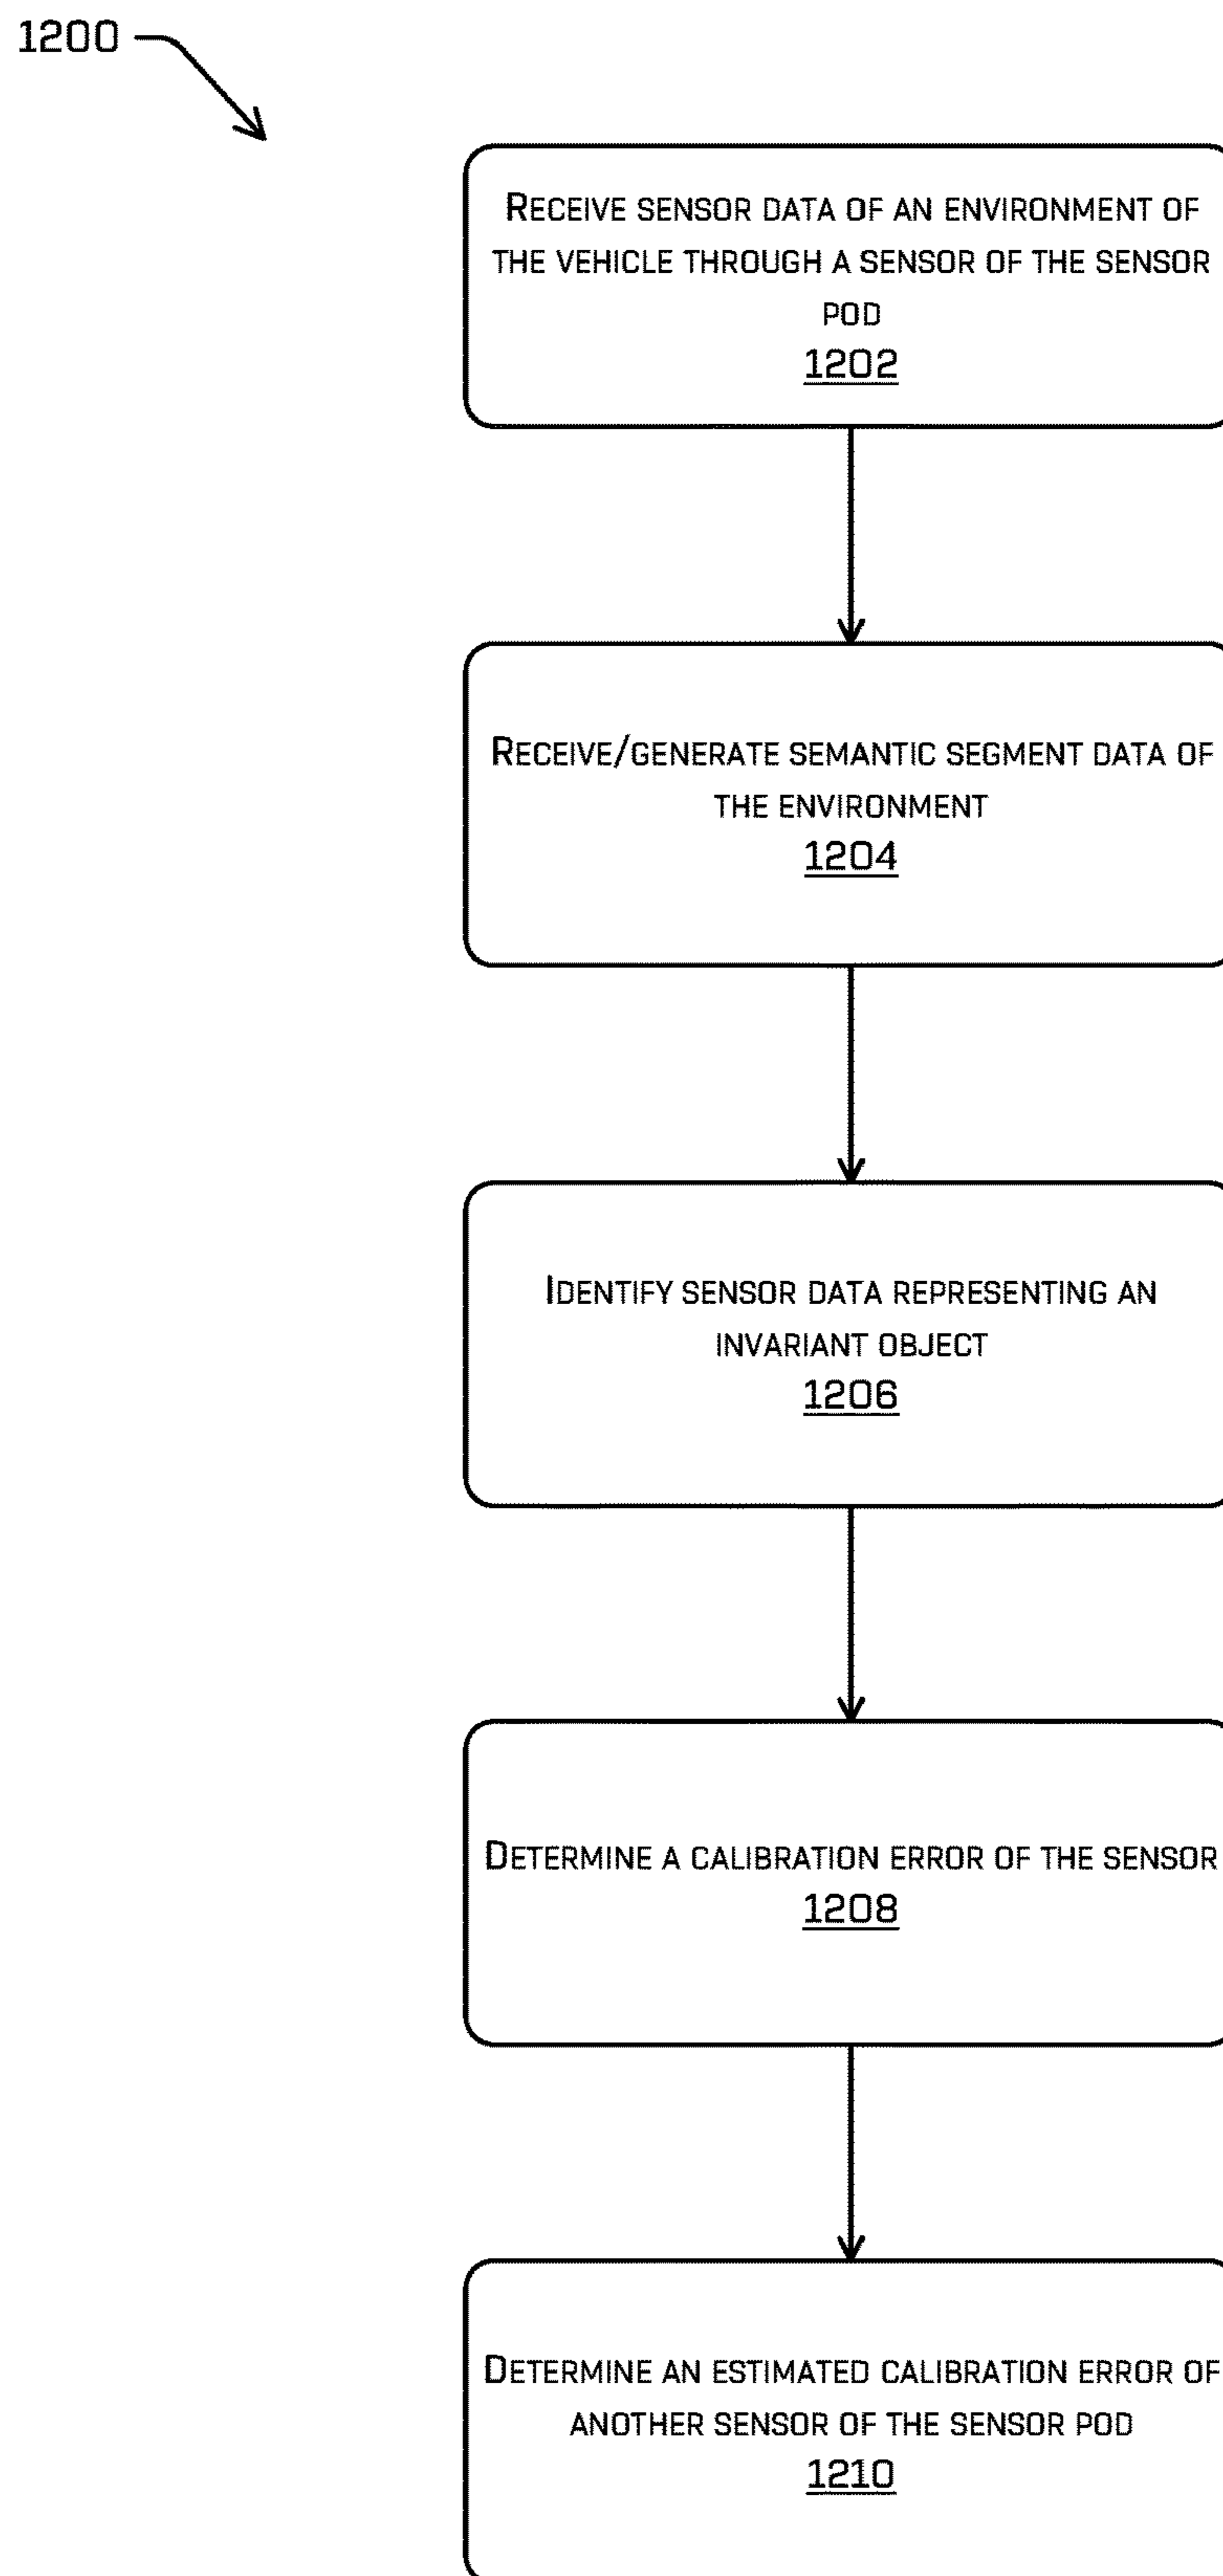 1200
Receive sensor data of an environment of
the vehicle through a sensor of the sensor
pod
1202
Receive/generate semantic segment data of
the environment
1204
Identify sensor data representing an
invariant object
1206
Determine a calibration error of the sensor
1208
Determine an estimated calibration error of
another sensor of the sensor pod
1210